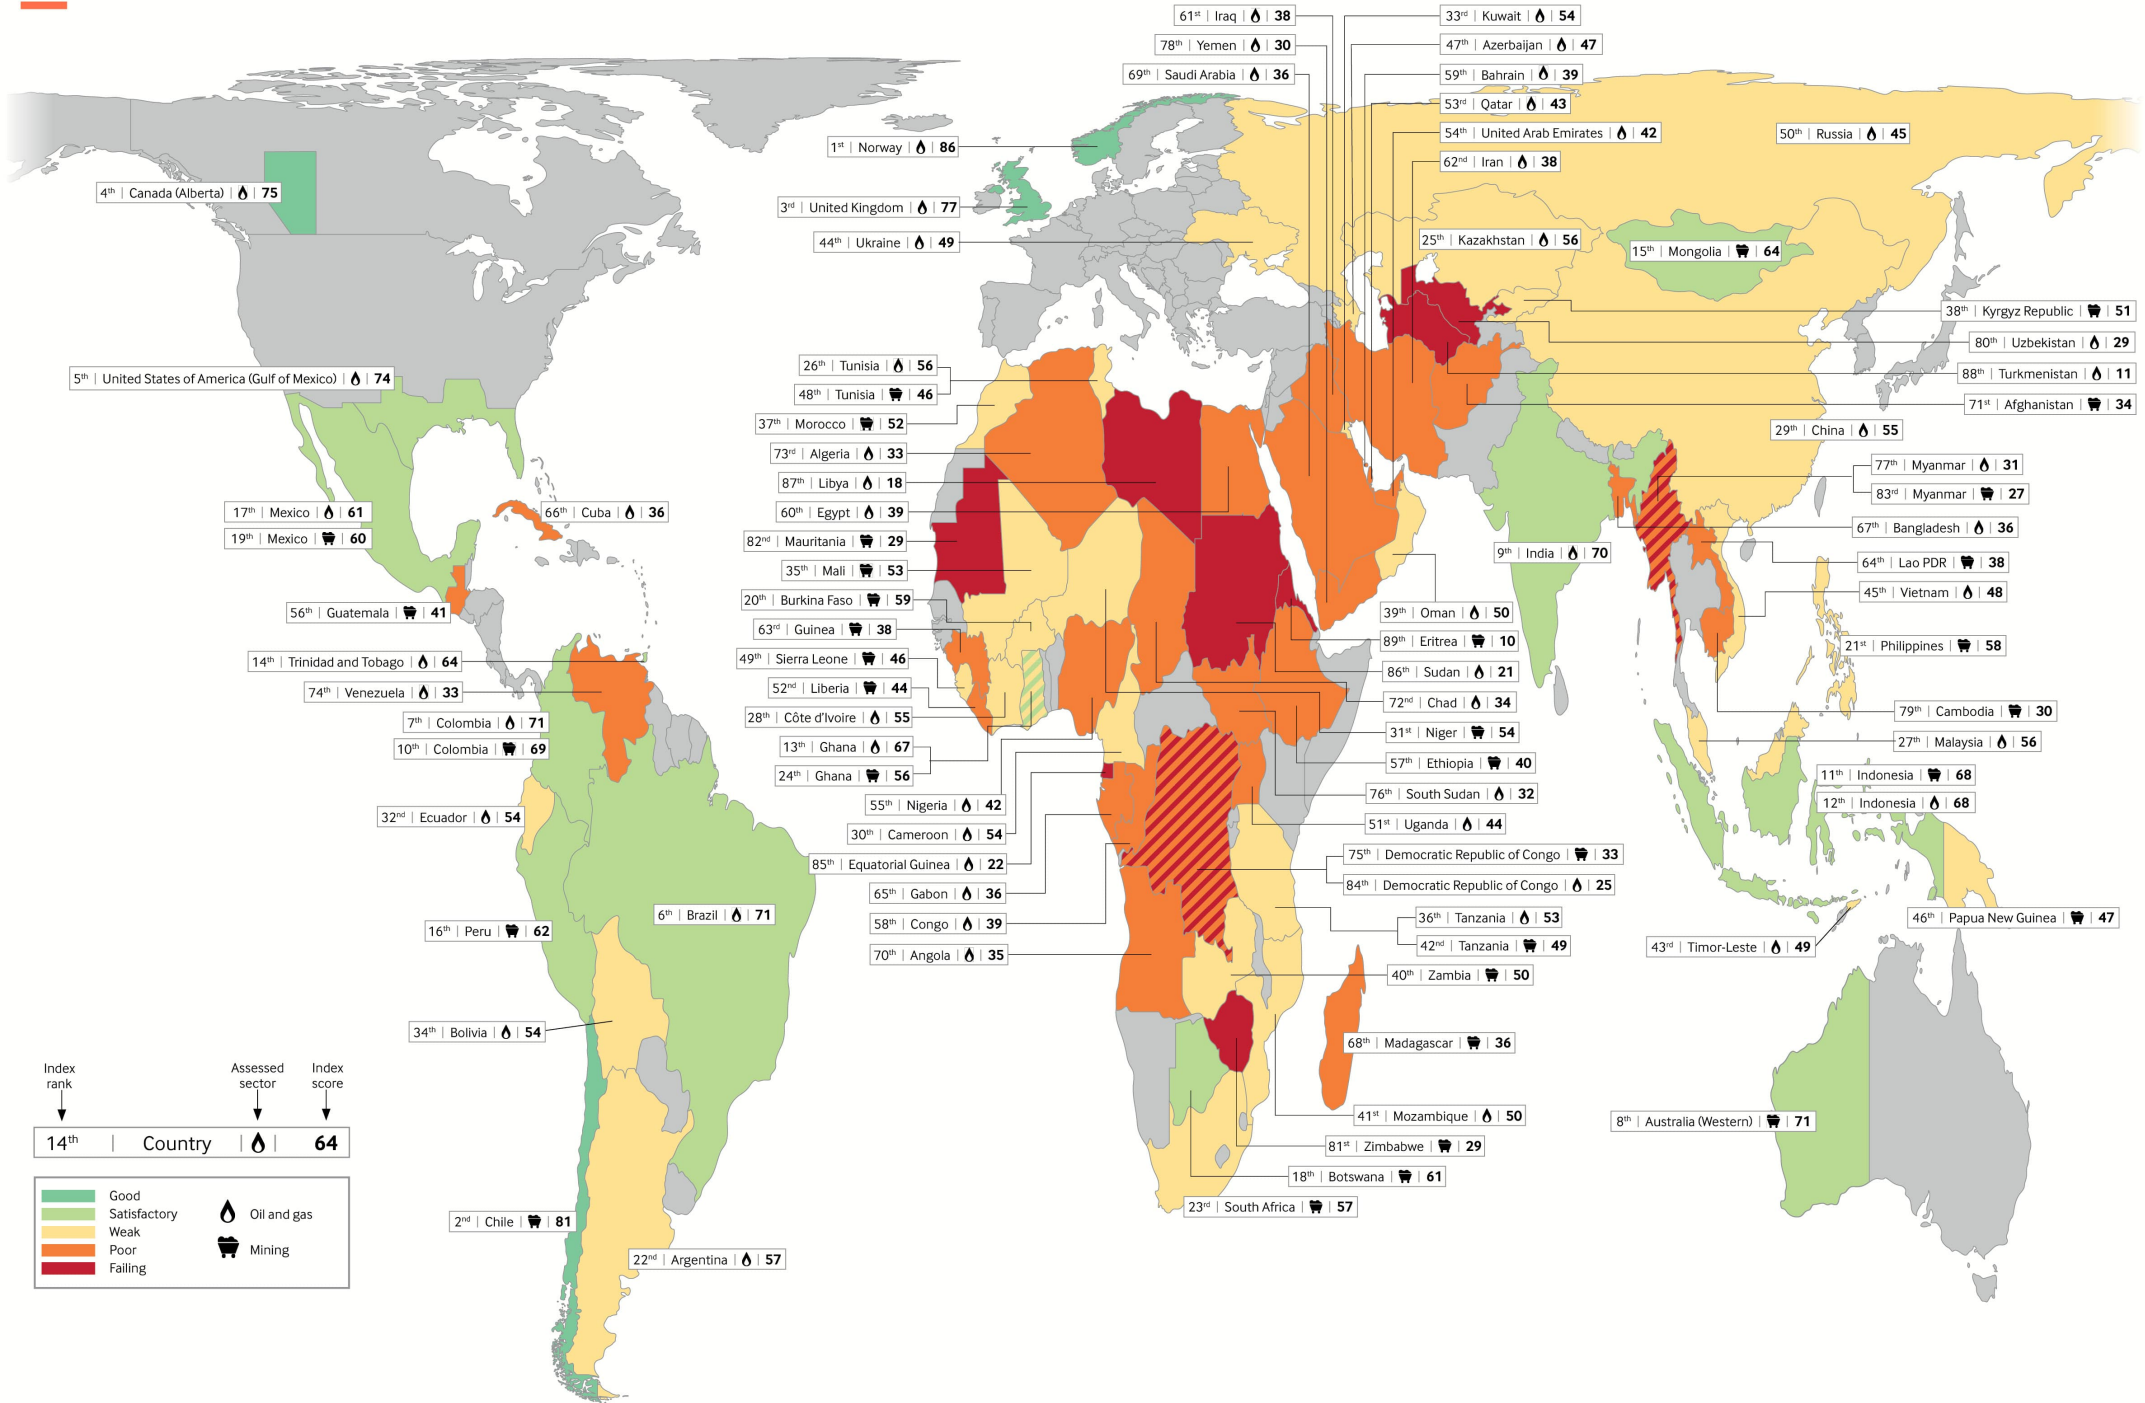 61st | Iraq | 38
78th | Yemen | 30
69th | Saudi Arabia | 36
33rd | Kuwait | 54
47th | Azerbaijan | 47
59th | Bahrain | 39
53rd | Qatar | 43
54th | United Arab Emirates | 42
62nd | Iran | 38
50th | Russia | 45
1st | Norway | 86
4th | Canada (Alberta) | 75
3rd | United Kingdom | 77
44th | Ukraine | 49
25th | Kazakhstan | 56
15th | Mongolia | 64
38th | Kyrgyz Republic | 51
80th | Uzbekistan | 29
88th | Turkmenistan | 11
71st | Afghanistan | 34
29th | China | 55
5th | United States of America (Gulf of Mexico) | 74
26th | Tunisia | 56
48th | Tunisia | 46
37th | Morocco | 52
73rd | Algeria | 33
87th | Libya | 18
60th | Egypt | 39
82nd | Mauritania | 29
35th | Mali | 53
20th | Burkina Faso | 59
63rd | Guinea | 38
49th | Sierra Leone | 46
52nd | Liberia | 44
28th | Côte d'Ivoire | 55
13th | Ghana | 67
24th | Ghana | 56
55th | Nigeria | 42
30th | Cameroon | 54
85th | Equatorial Guinea | 22
65th | Gabon | 36
58th | Congo | 39
70th | Angola | 35
17th | Mexico | 61
19th | Mexico | 60
66th | Cuba | 36
56th | Guatemala | 41
14th | Trinidad and Tobago | 64
74th | Venezuela | 33
7th | Colombia | 71
10th | Colombia | 69
32nd | Ecuador | 54
6th | Brazil | 71
16th | Peru | 62
34th | Bolivia | 54
2nd | Chile | 81
22nd | Argentina | 57
77th | Myanmar | 31
83rd | Myanmar | 27
67th | Bangladesh | 36
9th | India | 70
64th | Lao PDR | 38
45th | Vietnam | 48
21st | Philippines | 58
79th | Cambodia | 30
27th | Malaysia | 56
11th | Indonesia | 68
12th | Indonesia | 68
46th | Papua New Guinea | 47
43rd | Timor-Leste | 49
8th | Australia (Western) | 71
39th | Oman | 50
89th | Eritrea | 10
86th | Sudan | 21
72nd | Chad | 34
31st | Niger | 54
57th | Ethiopia | 40
76th | South Sudan | 32
51st | Uganda | 44
75th | Democratic Republic of Congo | 33
84th | Democratic Republic of Congo | 25
36th | Tanzania | 53
42nd | Tanzania | 49
40th | Zambia | 50
68th | Madagascar | 36
41st | Mozambique | 50
81st | Zimbabwe | 29
18th | Botswana | 61
23rd | South Africa | 57
Index rank
Assessed sector
Index score
14th | Country | 64
Good
Satisfactory
Weak
Poor
Failing
Oil and gas
Mining